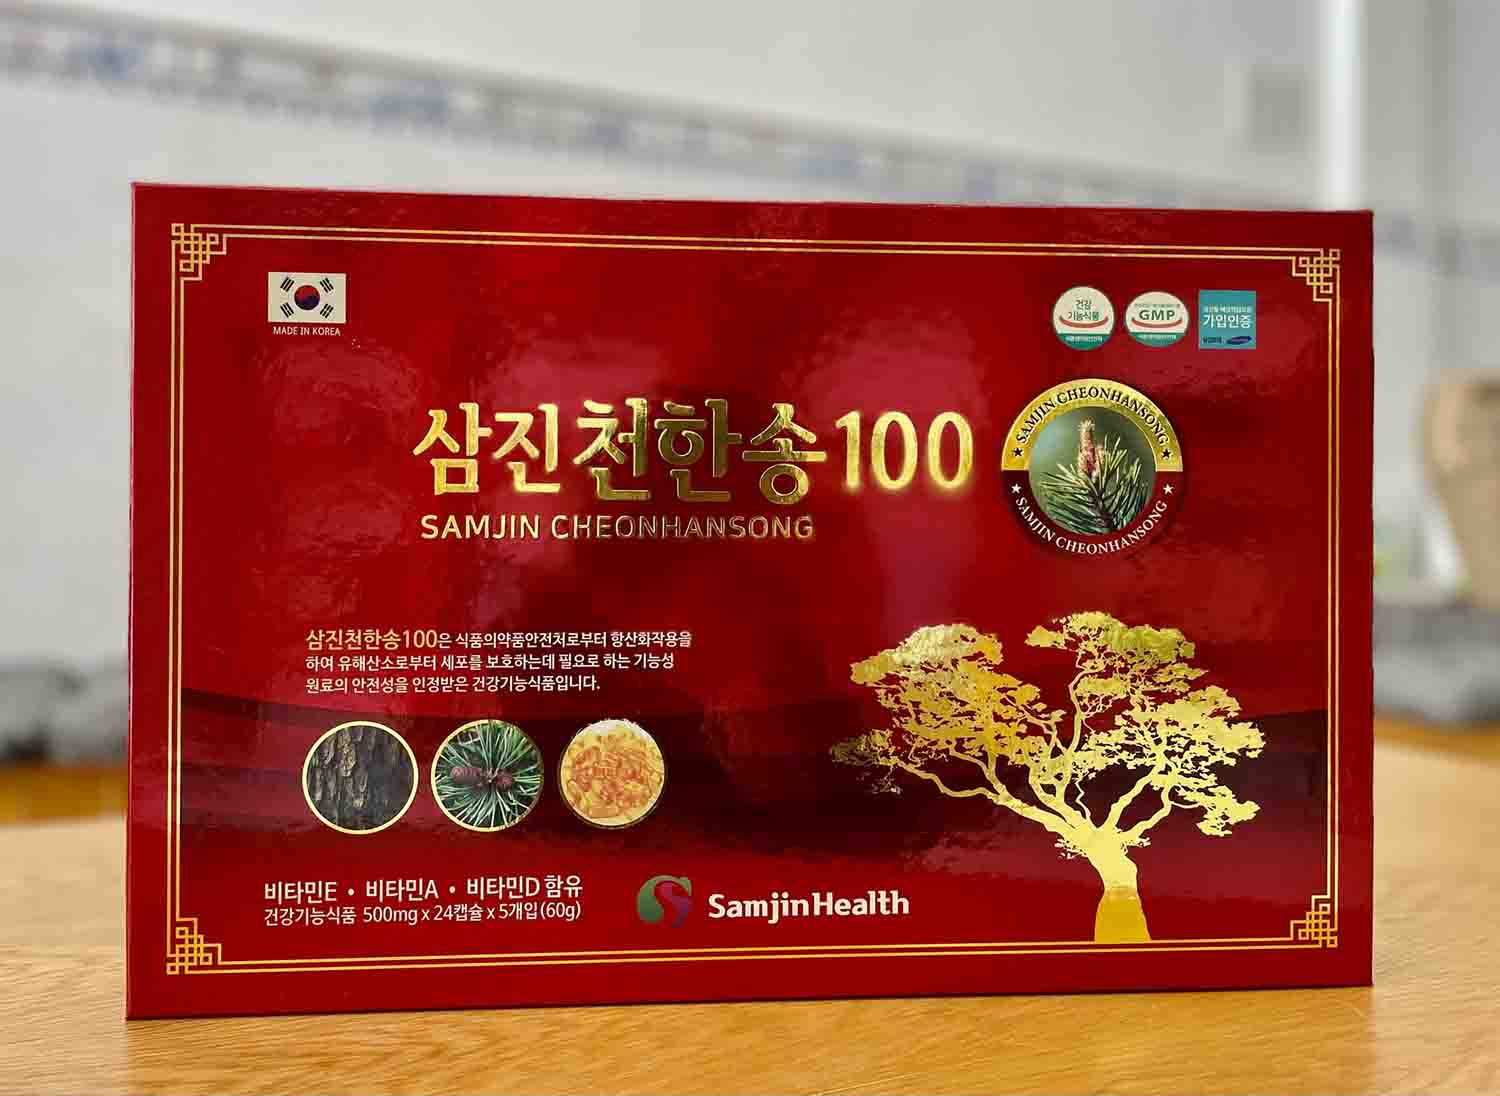 MADE IN KOREA
건강
기능식품
GMP
가입인증
삼진천한송100
SAMJIN CHEONHANSONG
SAMJIN CHEONHANSONG
SAMJIN CHEONHANSONG
삼진천한송100은 식품의약품안전처로부터 항산화작용을
하여 유해산소로부터 세포를 보호하는데 필요로 하는 기능성
원료의 안전성을 인정받은 건강기능식품입니다.
비타민E • 비타민A • 비타민D 함유
건강기능식품 500mg x 24캡슐 x 5개입(60g)
SamjinHealth